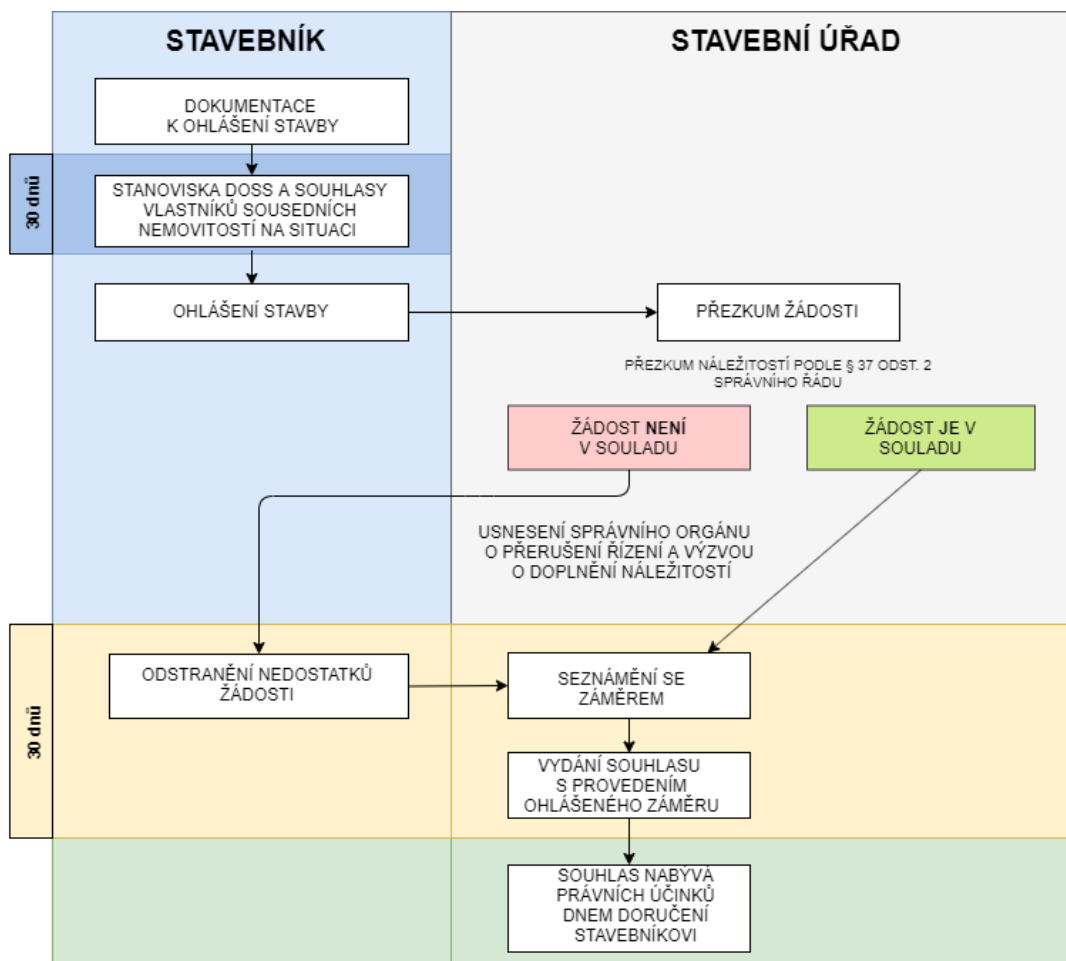 STAVEBNÍK
STAVEBNÍ ÚŘAD
DOKUMENTACE
K OHLÁŠENÍ STAVBY
30 dnů
STANOVISKA DOSS A SOUHLASY
VLASTNÍKŮ SOUSEDNÍCH
NEMOVITOSTÍ NA SITUACI
OHLÁŠENÍ STAVBY
PŘEZKUM ŽÁDOSTI
PŘEZKUM NÁLEŽITOSTÍ PODLE § 37 ODST. 2
SPRÁVNÍHO ŘÁDU
ŽÁDOST NENÍ
V SOULADU
ŽÁDOST JE V
SOULADU
USNESENÍ SPRÁVNÍHO ORGÁNU
O PŘERUŠENÍ ŘÍZENÍ A VÝZVOU
O DOPLNĚNÍ NÁLEŽITOSTÍ
30 dnů
ODSTRANĚNÍ NEDOSTATKŮ
ŽÁDOSTI
SEZNÁMĚNÍ SE
ZÁMĚREM
VYDÁNÍ SOUHLASU
S PROVEDENÍM
OHLÁŠENÉHO ZÁMĚRU
SOUHLAS NABÝVÁ
PRÁVNÍCH ÚČINKŮ
DNEM DORUČENÍ
STAVEBNÍKOVI